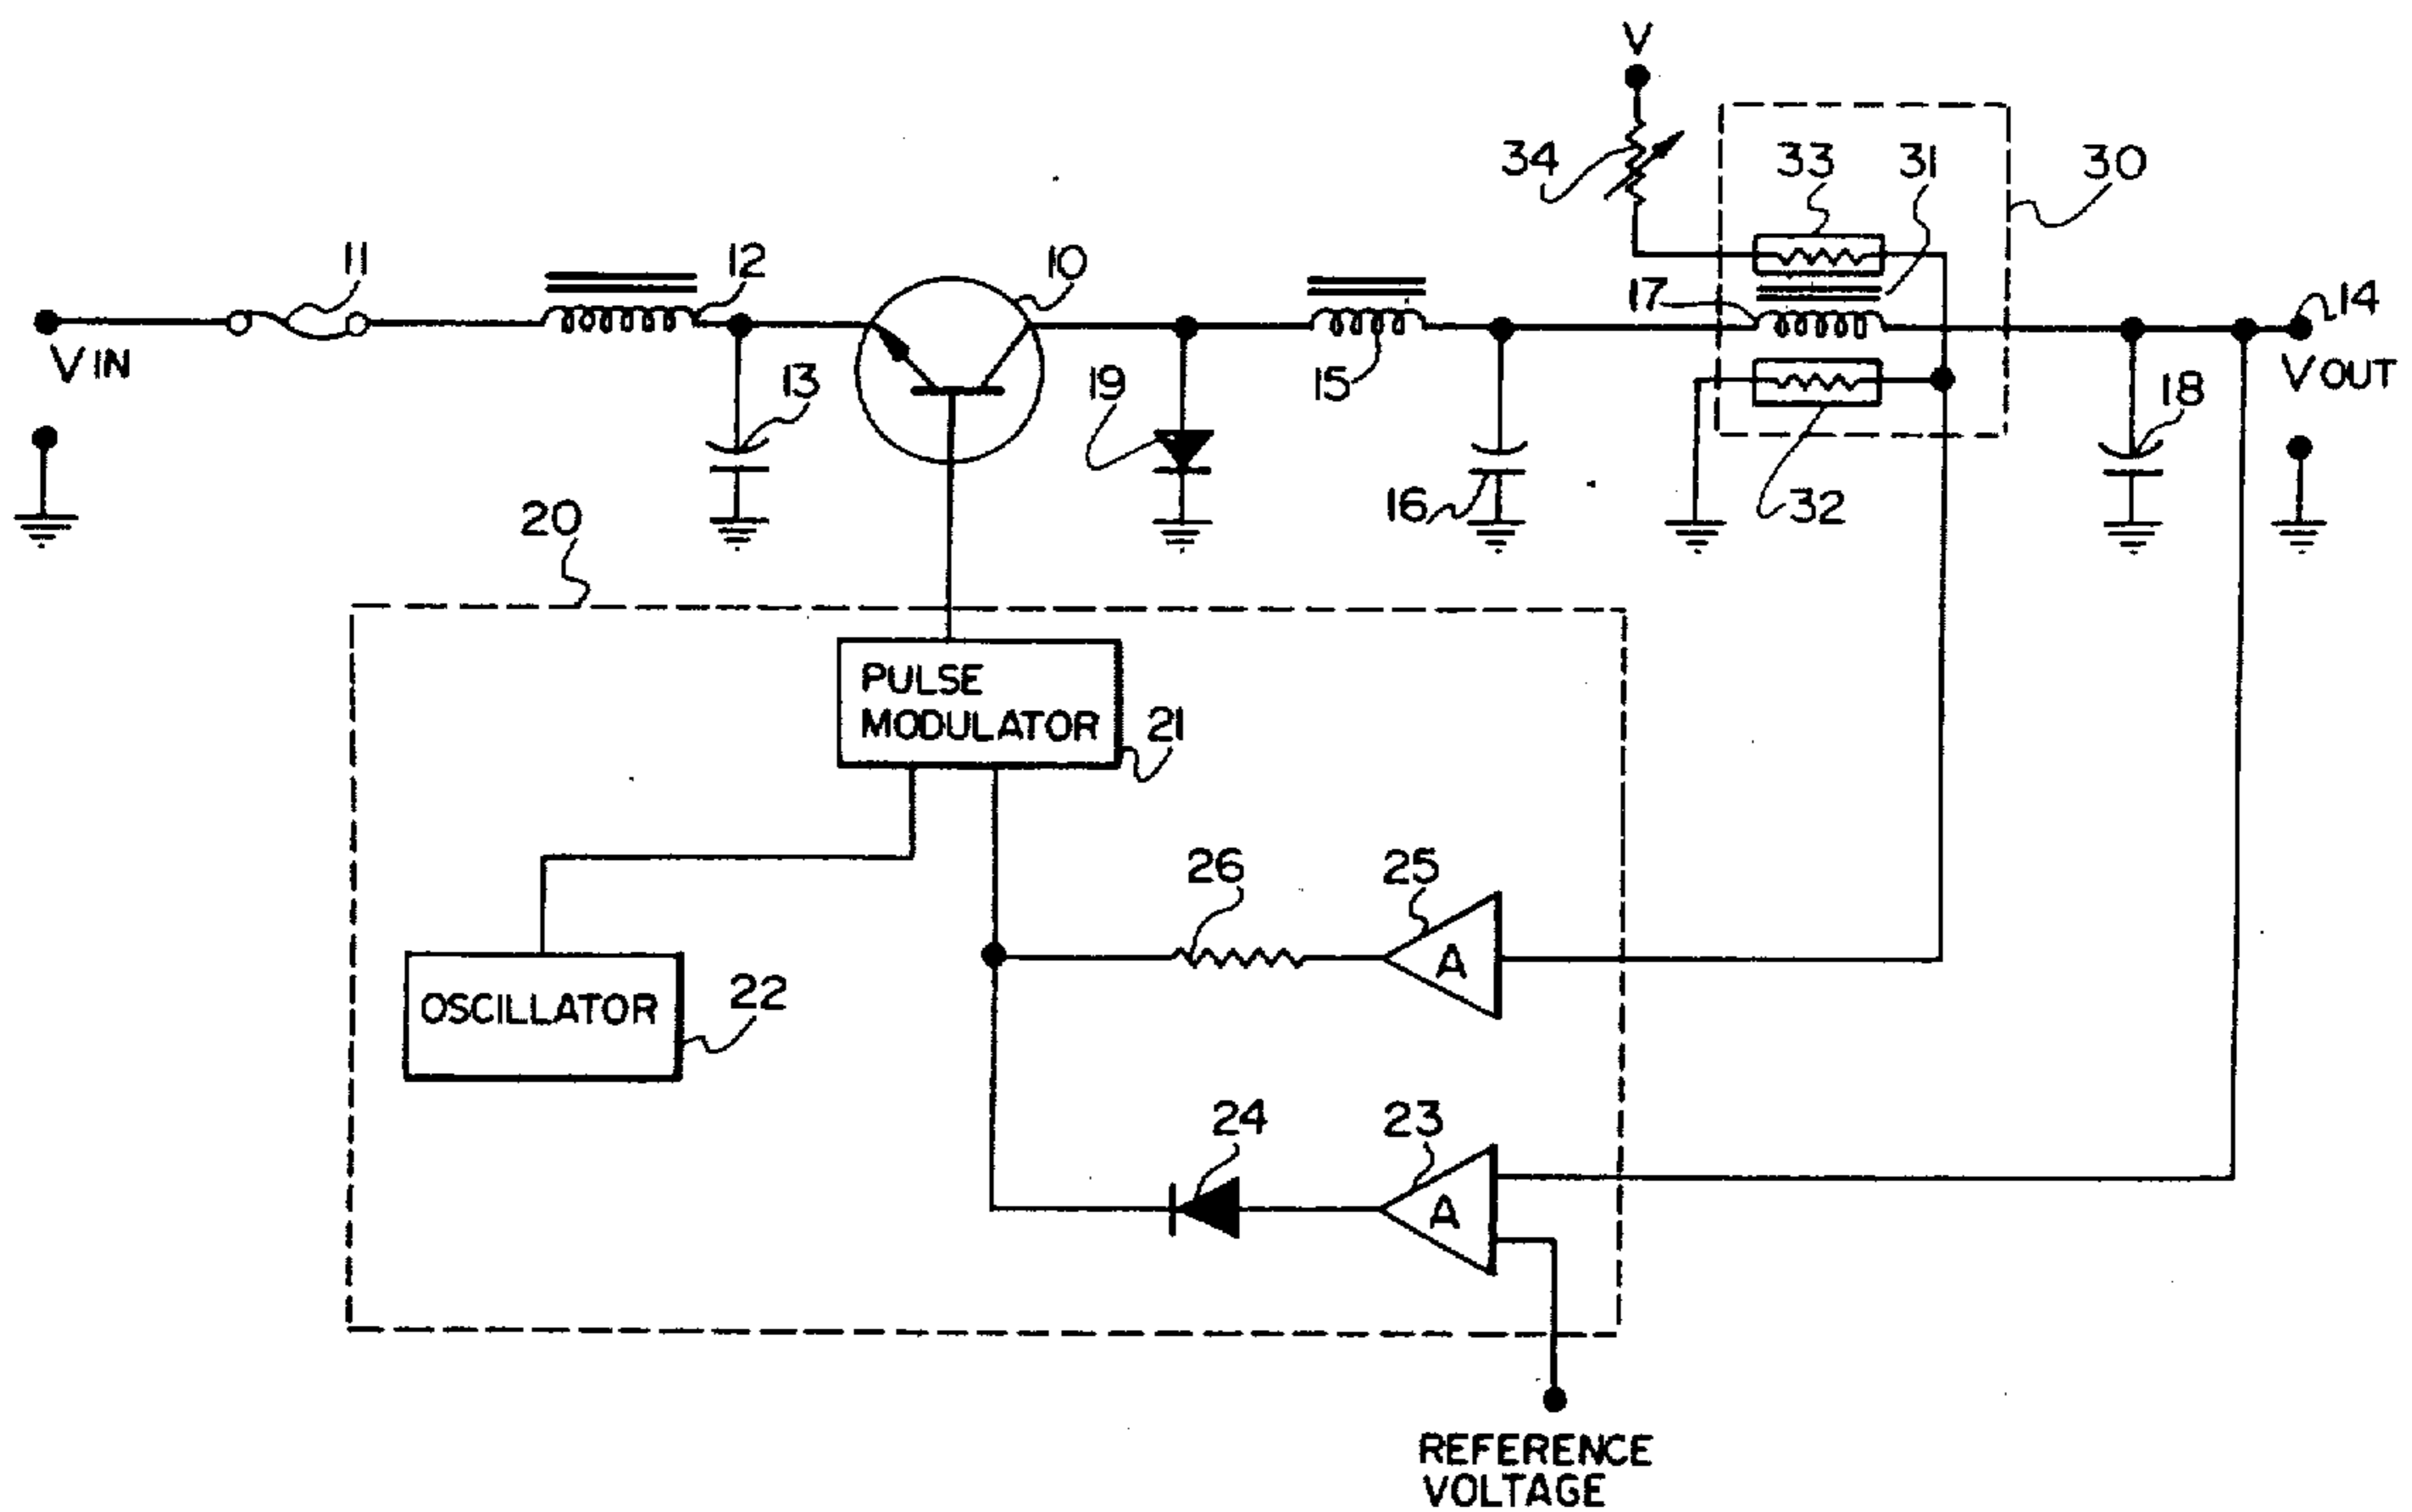 V
34
33
31
30
11
12
10
17
14
VIN
13
19
15
VOUT
18
16
32
20
PULSE
MODULATOR
21
26
25
A
OSCILLATOR
22
24
23
A
REFERENCE
VOLTAGE